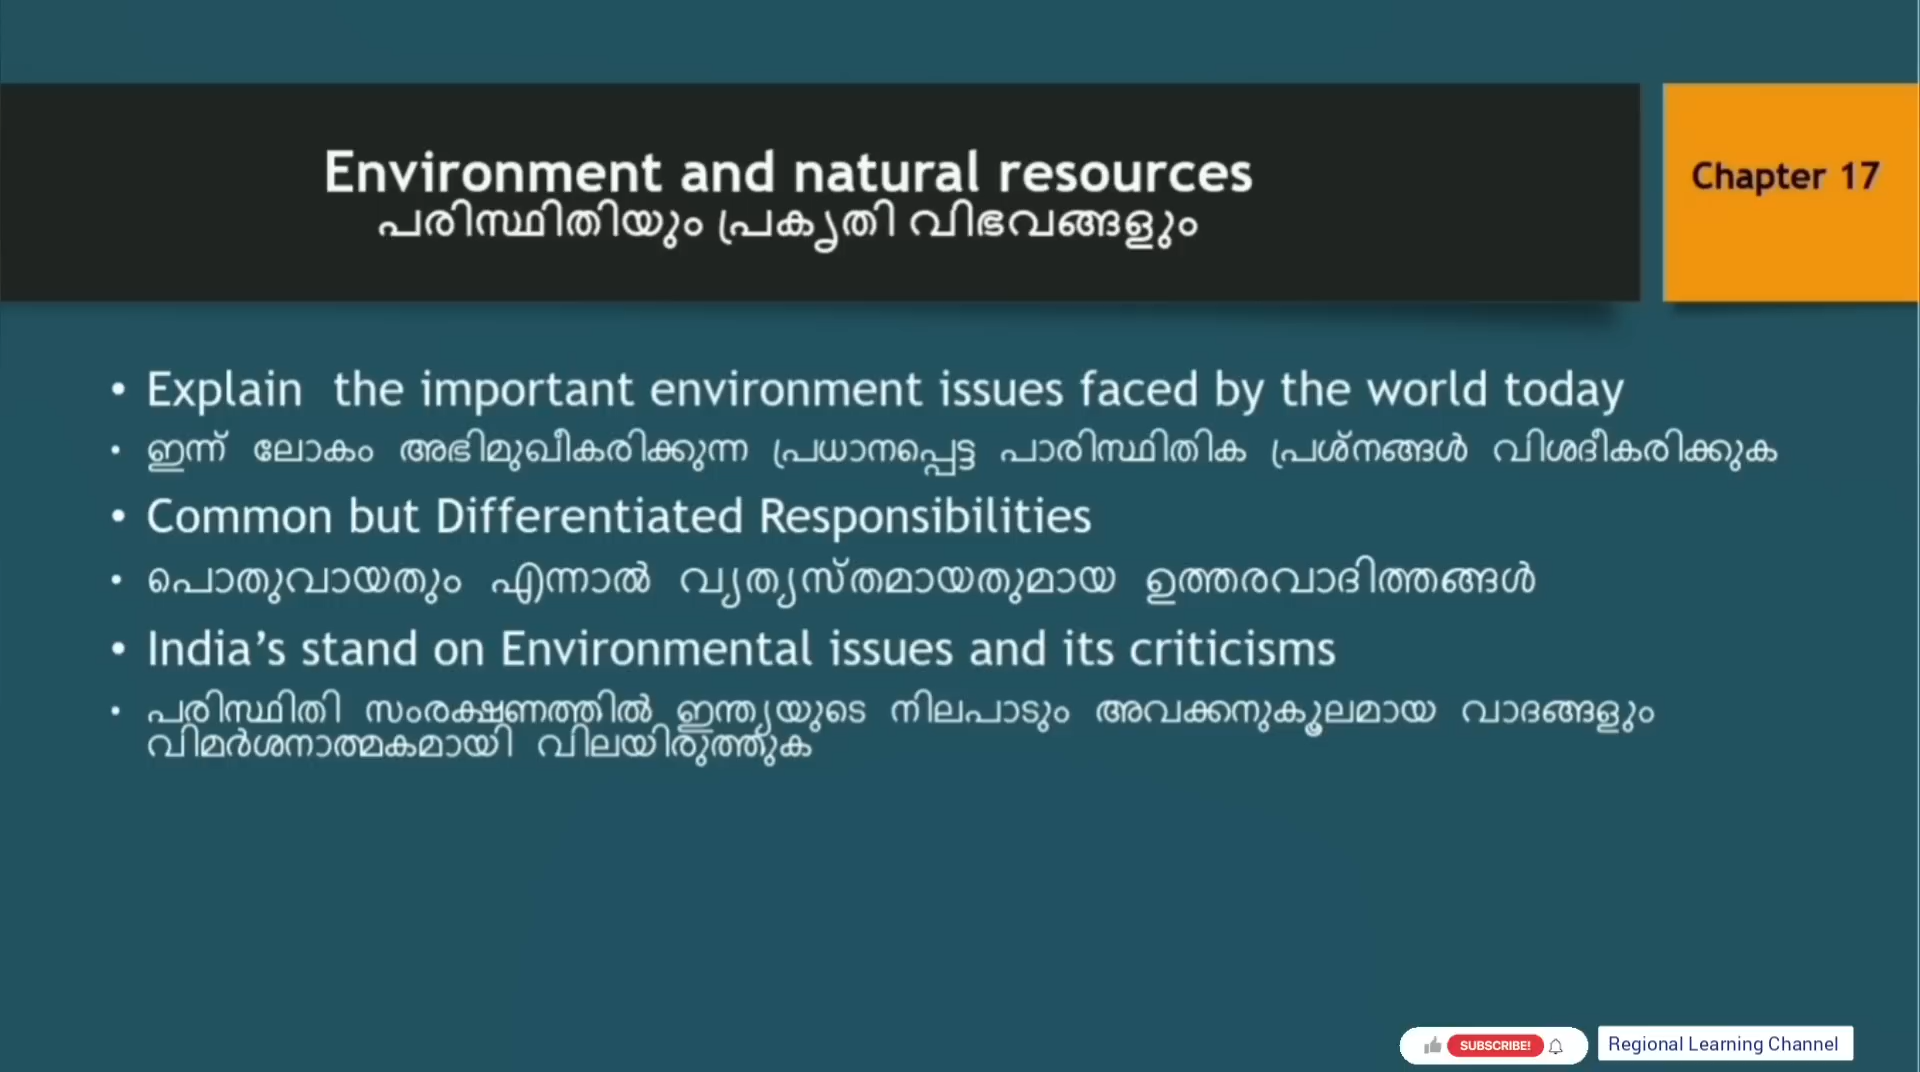 Environment and natural resources
പരിസ്ഥിതിയും പ്രകൃതി വിഭവങ്ങളും
Chapter 17
• Explain the important environment issues faced by the world today
• ഇന്ന് ലോകം അഭിമുഖീകരിക്കുന്ന പ്രധാനപ്പെട്ട പാരിസ്ഥിതിക പ്രശ്നങ്ങൾ വിശദീകരിക്കുക
• Common but Differentiated Responsibilities
• പൊതുവായതും എന്നാൽ വ്യത്യസ്തമായതുമായ ഉത്തരവാദിത്തങ്ങൾ
• India’s stand on Environmental issues and its criticisms
• പരിസ്ഥിതി സംരക്ഷണത്തിൽ ഇന്ത്യയുടെ നിലപാടും അവക്കനുകൂലമായ വാദങ്ങളും
വിമർശനാത്മകമായി വിലയിരുത്തുക
SUBSCRIBE!
Regional Learning Channel